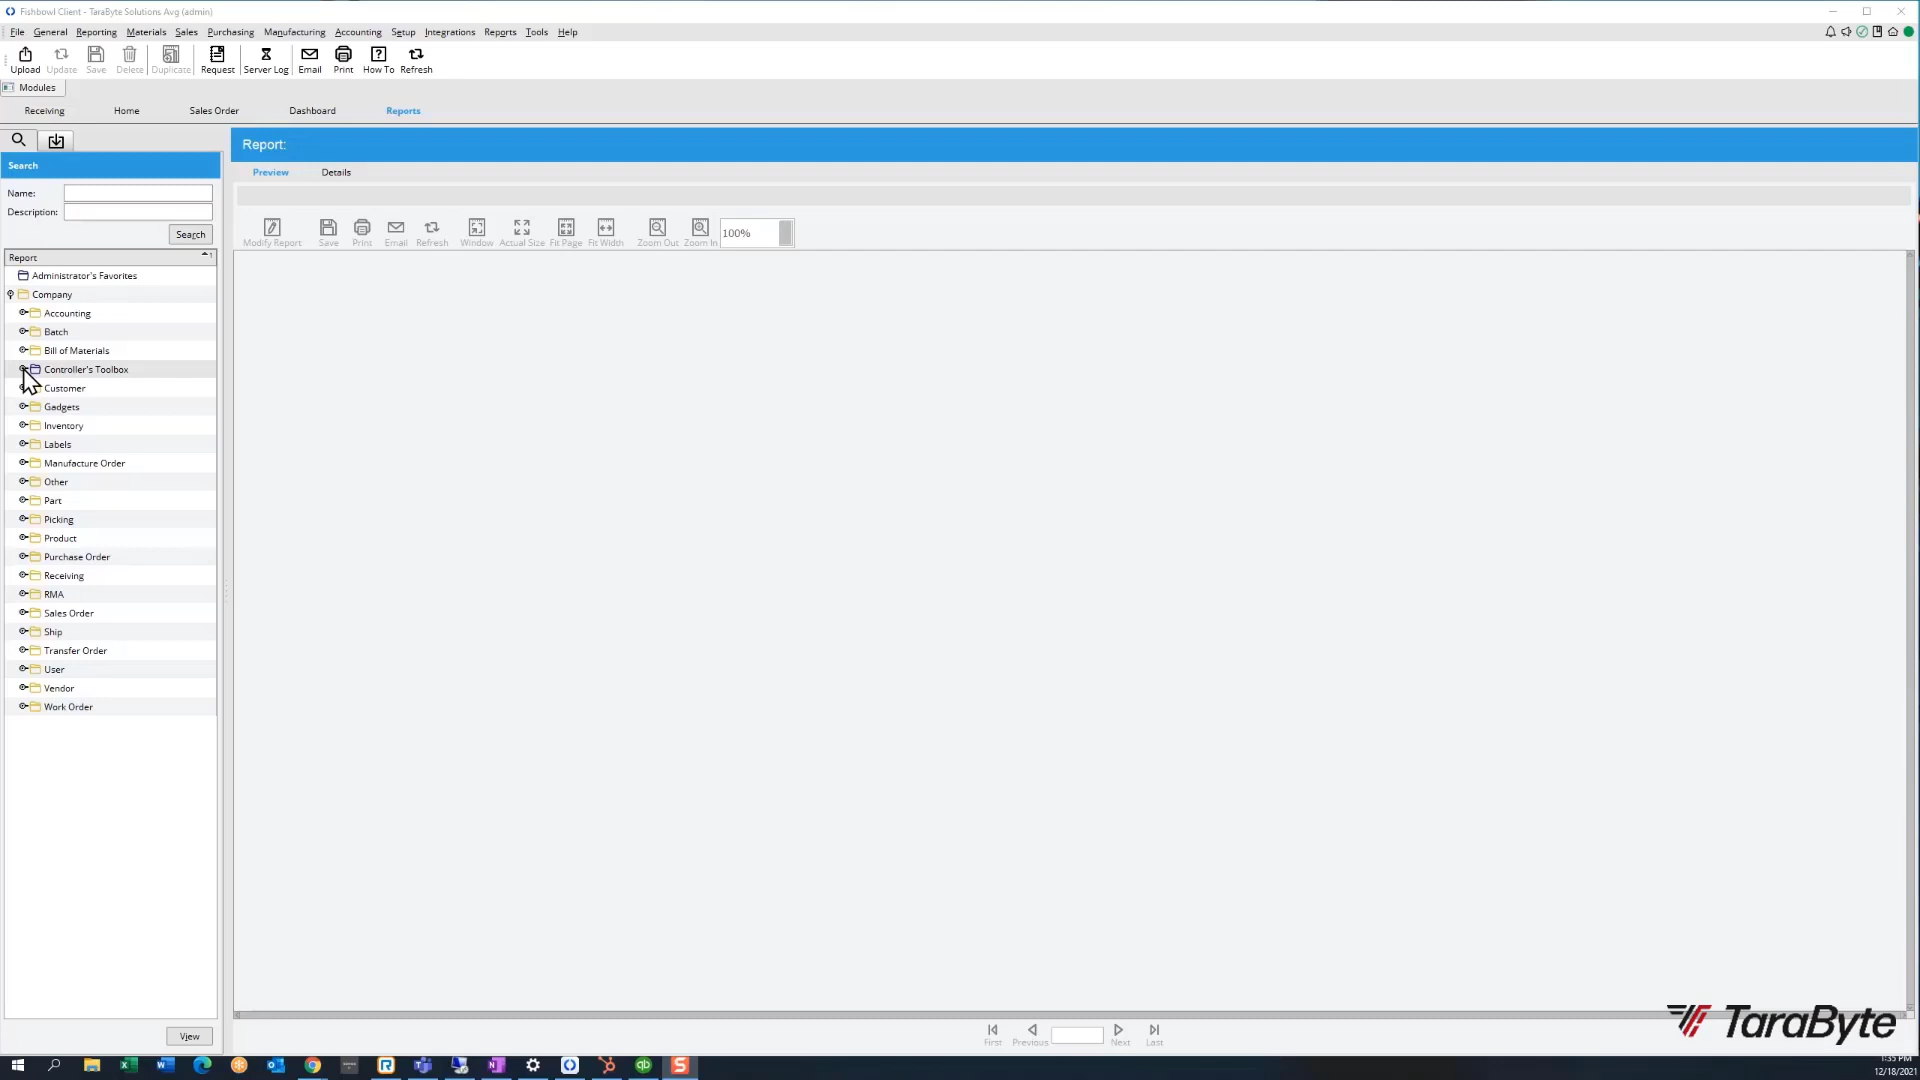 Fishbowl Client - TaraByte Solutions Avg (admin)
File General Reporting Materials Sales Purchasing Manufacturing Accounting Setup Integrations Reports Tools Help
Upload Update Save Delete Duplicate Request Server Log Email Print How To Refresh
Modules
Receiving Home Sales Order Dashboard Reports
Search
Report:
Preview Details
Name:
Description:
Search
Modify Report Save Print Email Refresh Window Actual Size Fit Page Fit Width Zoom Out Zoom In 100%
Report
Administrator's Favorites
Company
Accounting
Batch
Bill of Materials
Controller's Toolbox
Customer
Gadgets
Inventory
Labels
Manufacture Order
Other
Part
Picking
Product
Purchase Order
Receiving
RMA
Sales Order
Ship
Transfer Order
User
Vendor
Work Order
View
First Previous Next Last
TaraByte
1:35 PM
12/18/2021